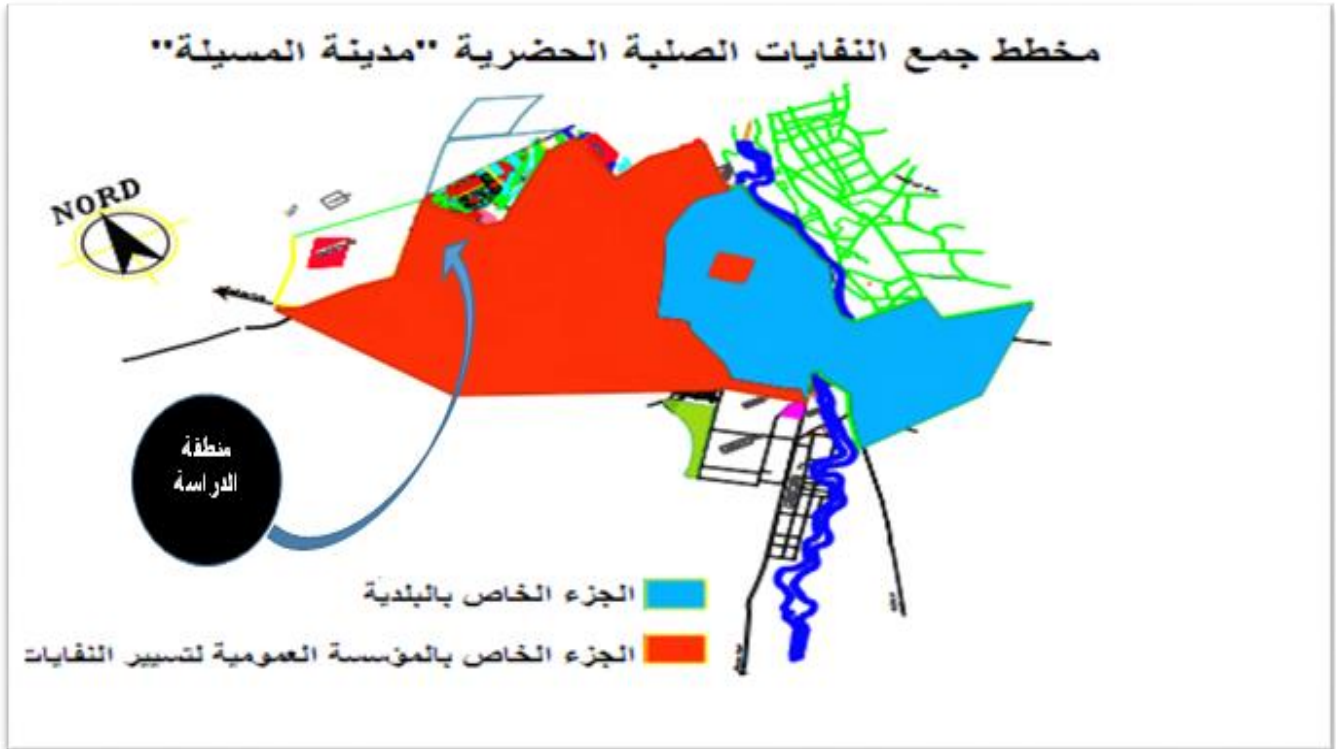 مخطط جمع النفايات الصلبة الحضرية "مدينة المسيلة"
NORD
منطقة
الدراسة
الجزء الخاص بالبلدية
الجزء الخاص بالمؤسسة العمومية لتسيير النفايات